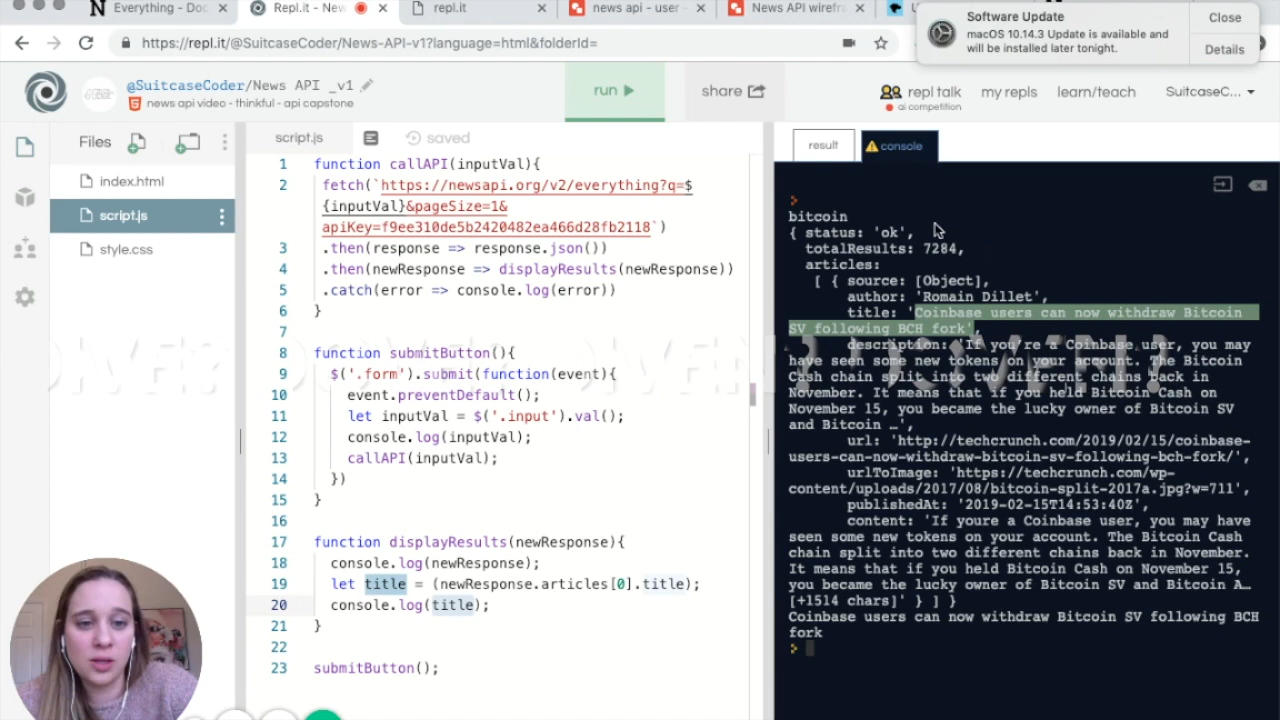 Everything - Doc
Repl.it - New
repl.it
news api - user
News API wirefra
Software Update
macOS 10.14.3 Update is available and
will be installed later tonight.
Close
Details
https://repl.it/@SuitcaseCoder/News-API-v1?language=html&folderId=
@SuitcaseCoder/News API _v1
news api video - thinkful - api capstone
run
share
repl talk
ai competition
my repls
learn/teach
SuitcaseC...
Files
index.html
script.js
style.css
script.js
saved
1 function callAPI(inputVal){
2 fetch(`https://newsapi.org/v2/everything?q=$
{inputVal}&pageSize=1&
apiKey=f9ee310de5b2420482ea466d28fb2118`)
3 .then(response => response.json())
4 .then(newResponse => displayResults(newResponse))
5 .catch(error => console.log(error))
6 }
7
8 function submitButton(){
9 $('.form').submit(function(event){
10 event.preventDefault();
11 let inputVal = $('.input').val();
12 console.log(inputVal);
13 callAPI(inputVal);
14 })
15 }
16
17 function displayResults(newResponse){
18 console.log(newResponse);
19 let title = (newResponse.articles[0].title);
20 console.log(title);
21 }
22
23 submitButton();
result
console
bitcoin
{ status: 'ok',
totalResults: 7284,
articles:
[ { source: [Object],
author: 'Romain Dillet',
title: 'Coinbase users can now withdraw Bitcoin
SV following BCH fork',
description: 'If you're a Coinbase user, you may
have seen some new tokens on your account. The Bitcoin
Cash chain split into two different chains back in
November. It means that if you held Bitcoin Cash on
November 15, you became the lucky owner of Bitcoin SV
and Bitcoin …',
url: 'http://techcrunch.com/2019/02/15/coinbase-
users-can-now-withdraw-bitcoin-sv-following-bch-fork/',
urlToImage: 'https://techcrunch.com/wp-
content/uploads/2017/08/bitcoin-split-2017a.jpg?w=711',
publishedAt: '2019-02-15T14:53:40Z',
content: 'If youre a Coinbase user, you may have
seen some new tokens on your account. The Bitcoin Cash
chain split into two different chains back in November.
It means that if you held Bitcoin Cash on November 15,
you became the lucky owner of Bitcoin SV and Bitcoin A…
[+1514 chars]' } ] }
Coinbase users can now withdraw Bitcoin SV following BCH
fork